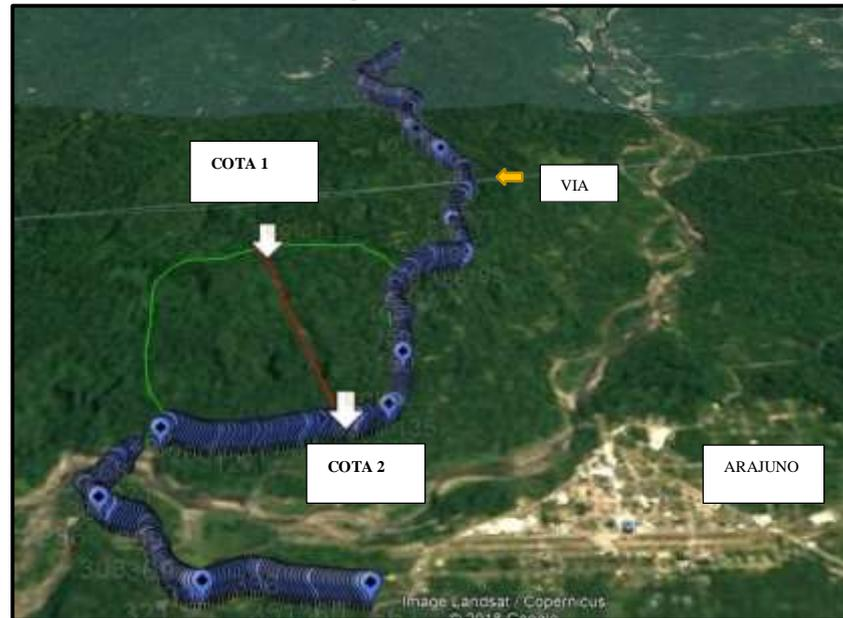 COTA 1
VIA
COTA 2
ARAJUNO
Image Landsat / Copernicus
© 2018 Google